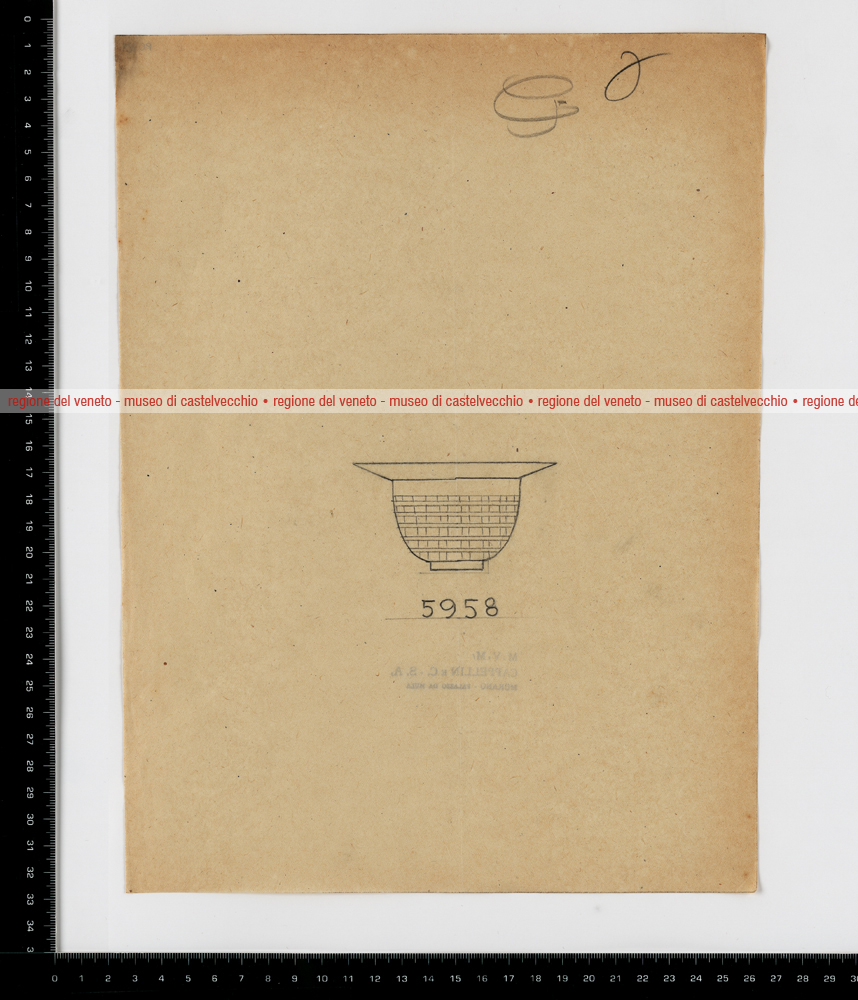 regione del veneto - museo di castelvecchio • regione del veneto - museo di castelvecchio • regione del veneto - museo di castelvecchio • regione de
5958
M. V. M.
CAPPELLIN e C. - S. A.
MURANO
0 1 2 3 4 5 6 7 8 9 10 11 12 13 14 15 16 17 18 19 20 21 22 23 24 25 26 27 28 29 30 31 32 33 34 3
0 1 2 3 4 5 6 7 8 9 10 11 12 13 14 15 16 17 18 19 20 21 22 23 24 25 26 27 28 29 30